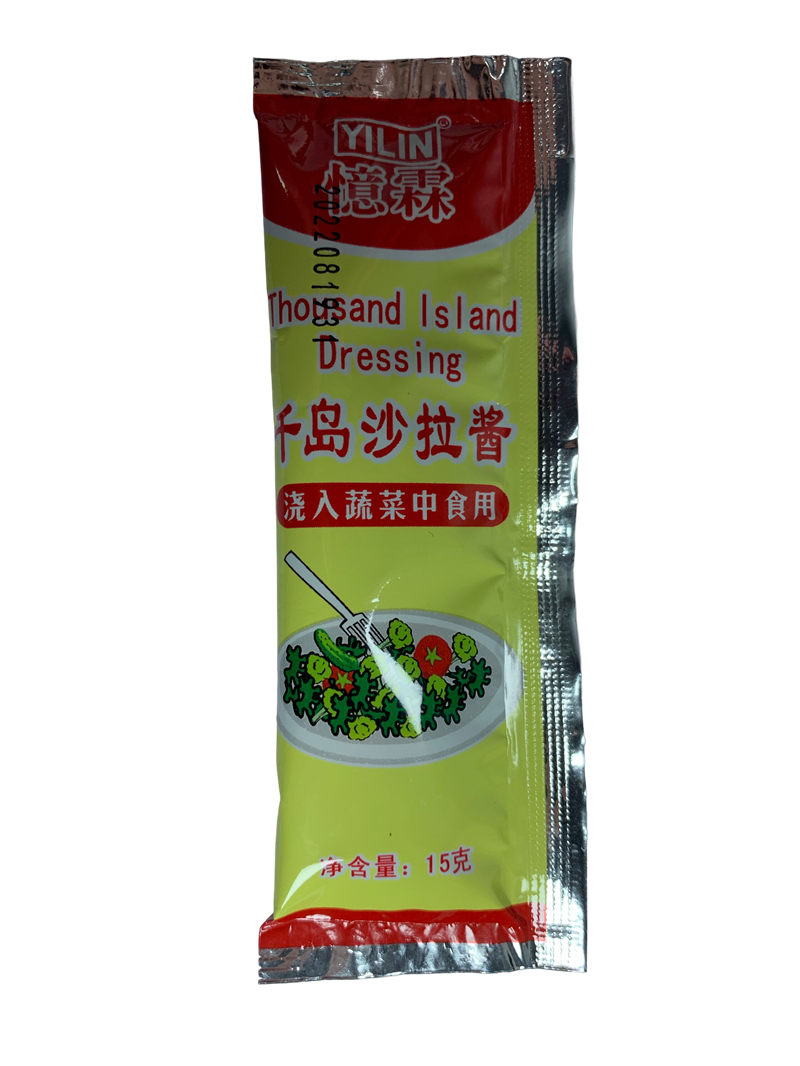 YILIN®
憶霖
2022081931
Thousand Island
Dressing
千岛沙拉酱
浇入蔬菜中食用
净含量：15克